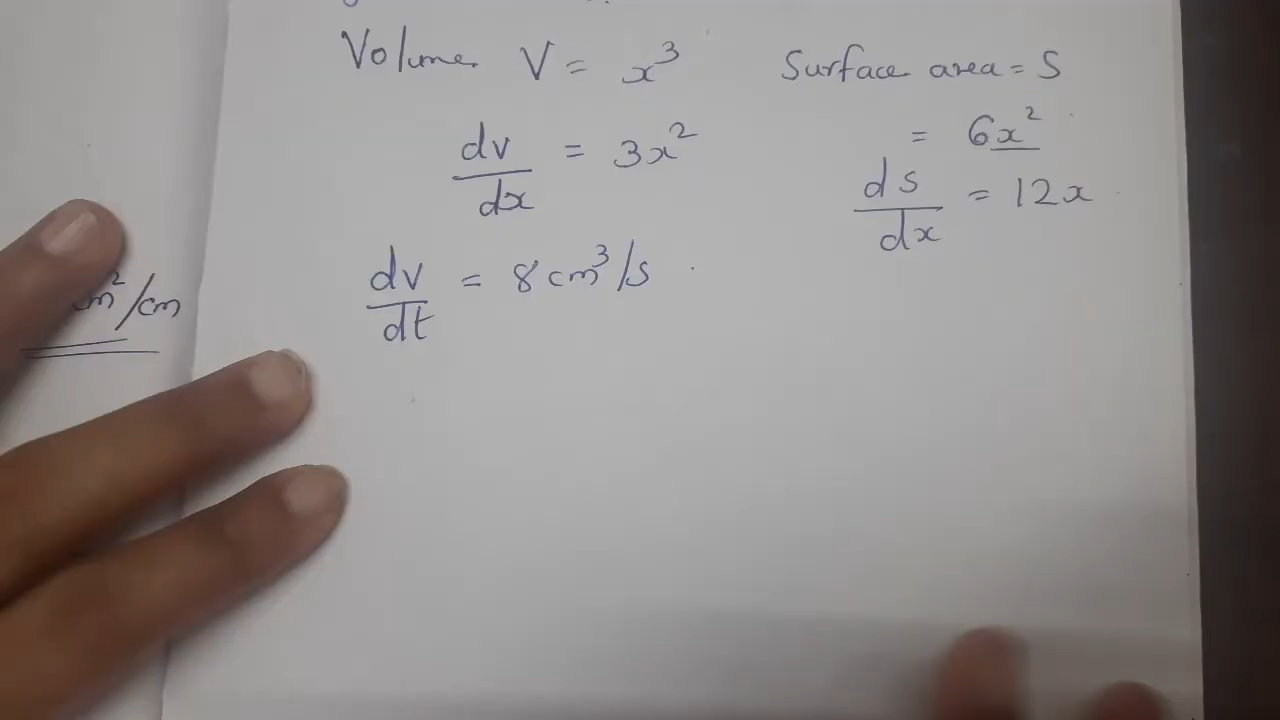 Volume V = x³ Surface area = S
= 6x²
dv/dx = 3x²
ds/dx = 12x
dv/dt = 8 cm³/s
cm²/cm